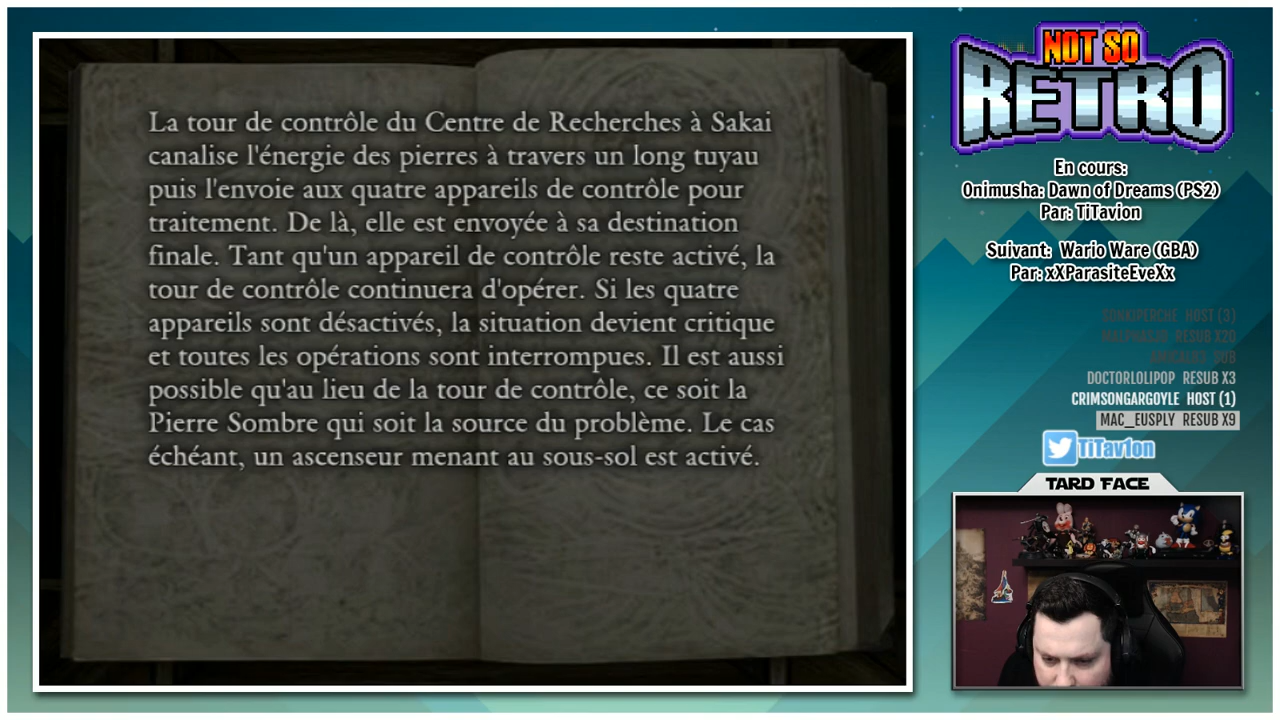 La tour de contrôle du Centre de Recherches à Sakai
canalise l'énergie des pierres à travers un long tuyau
puis l'envoie aux quatre appareils de contrôle pour
traitement. De là, elle est envoyée à sa destination
finale. Tant qu'un appareil de contrôle reste activé, la
tour de contrôle continuera d'opérer. Si les quatre
appareils sont désactivés, la situation devient critique
et toutes les opérations sont interrompues. Il est aussi
possible qu'au lieu de la tour de contrôle, ce soit la
Pierre Sombre qui soit la source du problème. Le cas
échéant, un ascenseur menant au sous-sol est activé.
NOT SO
RETRO
En cours:
Onimusha: Dawn of Dreams (PS2)
Par: TiTavion
Suivant: Wario Ware (GBA)
Par: xXParasiteEveXx
HOST (3)
RESUB X20
SUB
DOCTORLOLIPOP RESUB X3
CRIMSONGARGOYLE HOST (1)
MAC_EUSPLY RESUB X9
TiTav1on
TARD FACE